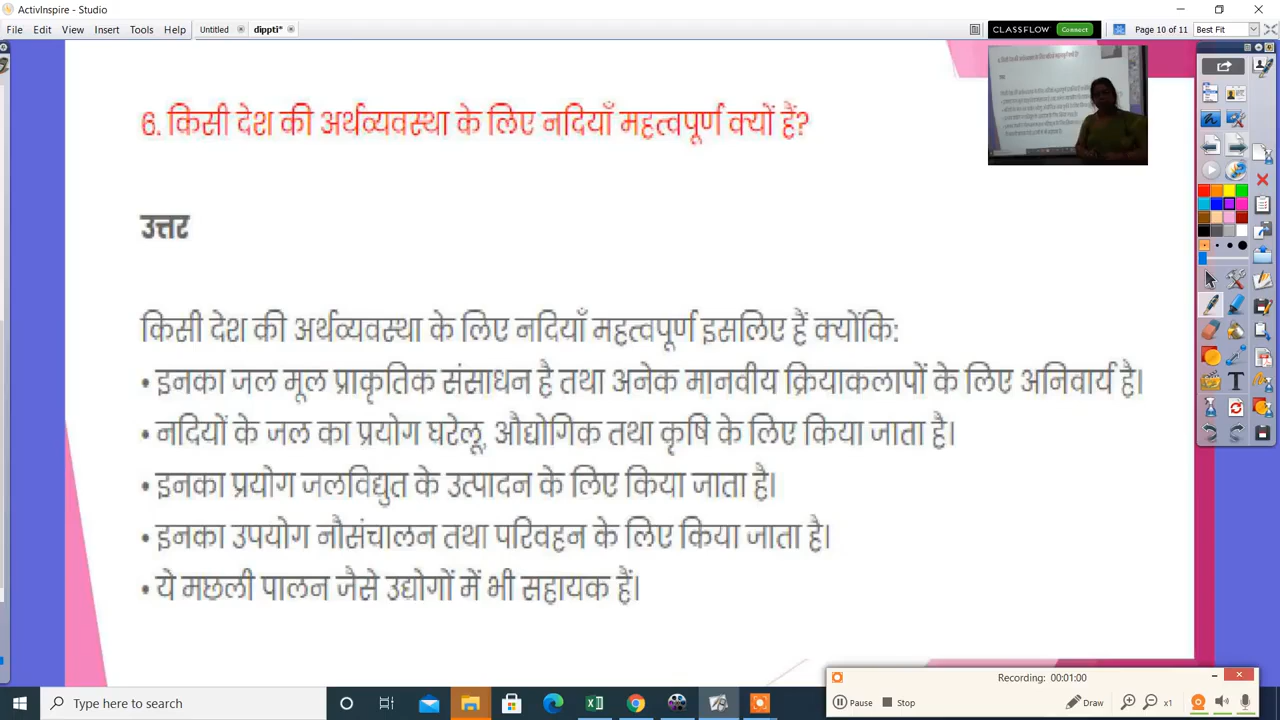 ActivInspire - Studio
File Edit View Insert Tools Help Untitled dippti* CLASSFLOW Connect Page 10 of 11 Best Fit
6. किसी देश की अर्थव्यवस्था के लिए नदियाँ महत्वपूर्ण क्यों हैं?
उत्तर
किसी देश की अर्थव्यवस्था के लिए नदियाँ महत्वपूर्ण इसलिए हैं क्योंकि:
• इनका जल मूल प्राकृतिक संसाधन है तथा अनेक मानवीय क्रियाकलापों के लिए अनिवार्य है।
• नदियों के जल का प्रयोग घरेलू, औद्योगिक तथा कृषि के लिए किया जाता है।
• इनका प्रयोग जलविद्युत के उत्पादन के लिए किया जाता है।
• इनका उपयोग नौसंचालन तथा परिवहन के लिए किया जाता है।
• ये मछली पालन जैसे उद्योगों में भी सहायक हैं।
Recording: 00:01:00
Pause Stop Draw x1
Type here to search